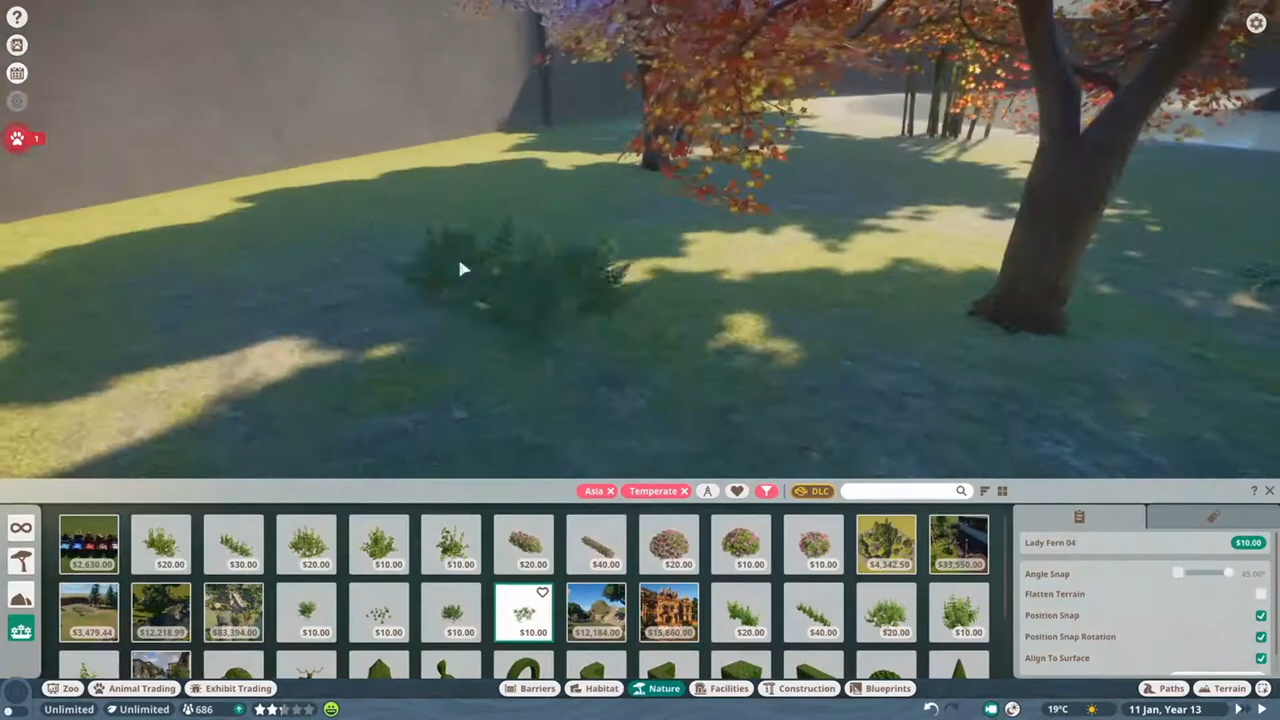 ?
1
Asia ×
Temperate ×
DLC
? ×
$2,630.00
$20.00
$30.00
$20.00
$10.00
$10.00
$20.00
$40.00
$20.00
$10.00
$10.00
$4,342.50
$33,550.00
Lady Fern 04
$10.00
Angle Snap
45.00°
Flatten Terrain
Position Snap
Position Snap Rotation
Align To Surface
$3,479.44
$12,218.99
$83,394.00
$10.00
$10.00
$10.00
$10.00
$12,184.00
$15,860.00
$20.00
$40.00
$20.00
$10.00
Zoo
Animal Trading
Exhibit Trading
Barriers
Habitat
Nature
Facilities
Construction
Blueprints
Paths
Terrain
Unlimited
Unlimited
686
19°C
11 Jan, Year 13